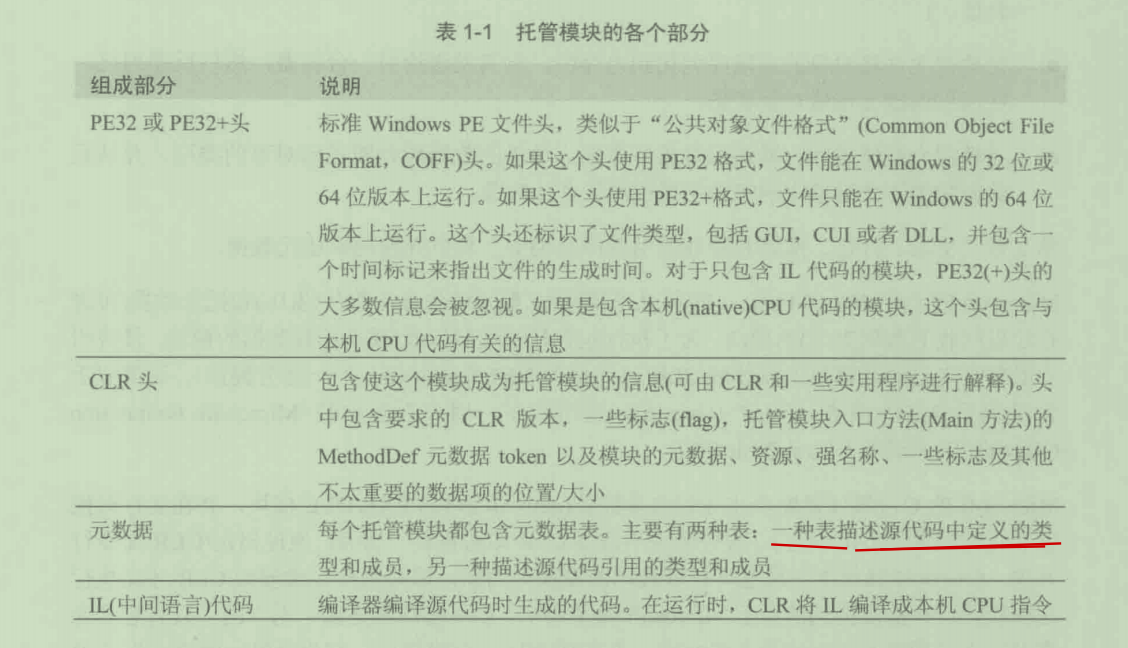 表 1-1 托管模块的各个部分
组成部分 说明
PE32 或 PE32+头 标准 Windows PE 文件头，类似于“公共对象文件格式”(Common Object File
Format，COFF)头。如果这个头使用 PE32 格式，文件能在 Windows 的 32 位或
64 位版本上运行。如果这个头使用 PE32+格式，文件只能在 Windows 的 64 位
版本上运行。这个头还标识了文件类型，包括 GUI，CUI 或者 DLL，并包含一
个时间标记来指出文件的生成时间。对于只包含 IL 代码的模块，PE32(+)头的
大多数信息会被忽视。如果是包含本机(native)CPU 代码的模块，这个头包含与
本机 CPU 代码有关的信息
CLR 头 包含使这个模块成为托管模块的信息(可由 CLR 和一些实用程序进行解释)。头
中包含要求的 CLR 版本，一些标志(flag)，托管模块入口方法(Main 方法)的
MethodDef 元数据 token 以及模块的元数据、资源、强名称、一些标志及其他
不太重要的数据项的位置/大小
元数据 每个托管模块都包含元数据表。主要有两种表：一种表描述源代码中定义的类
型和成员，另一种描述源代码引用的类型和成员
IL(中间语言)代码 编译器编译源代码时生成的代码。在运行时，CLR 将 IL 编译成本机 CPU 指令